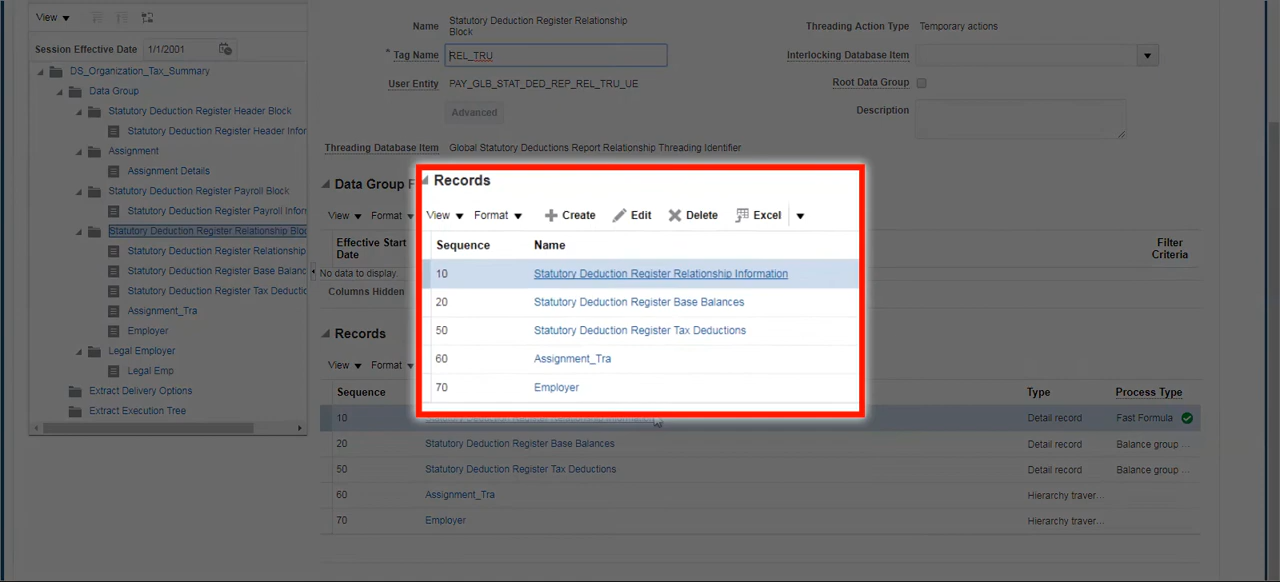 View
Session Effective Date 1/1/2001
DS_Organization_Tax_Summary
Data Group
Statutory Deduction Register Header Block
Statutory Deduction Register Header Infor
Assignment
Assignment Details
Statutory Deduction Register Payroll Block
Statutory Deduction Register Payroll Infor
Statutory Deduction Register Relationship Bloc
Statutory Deduction Register Relationship
Statutory Deduction Register Base Balanc
Statutory Deduction Register Tax Deductic
Assignment_Tra
Employer
Legal Employer
Legal Emp
Extract Delivery Options
Extract Execution Tree
Name Statutory Deduction Register Relationship
Block
* Tag Name REL_TRU
User Entity PAY_GLB_STAT_DED_REP_REL_TRU_UE
Advanced
Threading Database Item Global Statutory Deductions Report Relationship Threading Identifier
Threading Action Type Temporary actions
Interlocking Database Item
Root Data Group
Description
Data Group F
View Format
Effective Start
Date
Filter
Criteria
No data to display.
Columns Hidden
Records
View Format Create Edit Delete Excel
Sequence Name
10 Statutory Deduction Register Relationship Information
20 Statutory Deduction Register Base Balances
50 Statutory Deduction Register Tax Deductions
60 Assignment_Tra
70 Employer
Records
View Format
Sequence Type Process Type
10 Statutory Deduction Register Relationship Information Detail record Fast Formula
20 Statutory Deduction Register Base Balances Detail record Balance group ...
50 Statutory Deduction Register Tax Deductions Detail record Balance group ...
60 Assignment_Tra Hierarchy traver...
70 Employer Hierarchy traver...